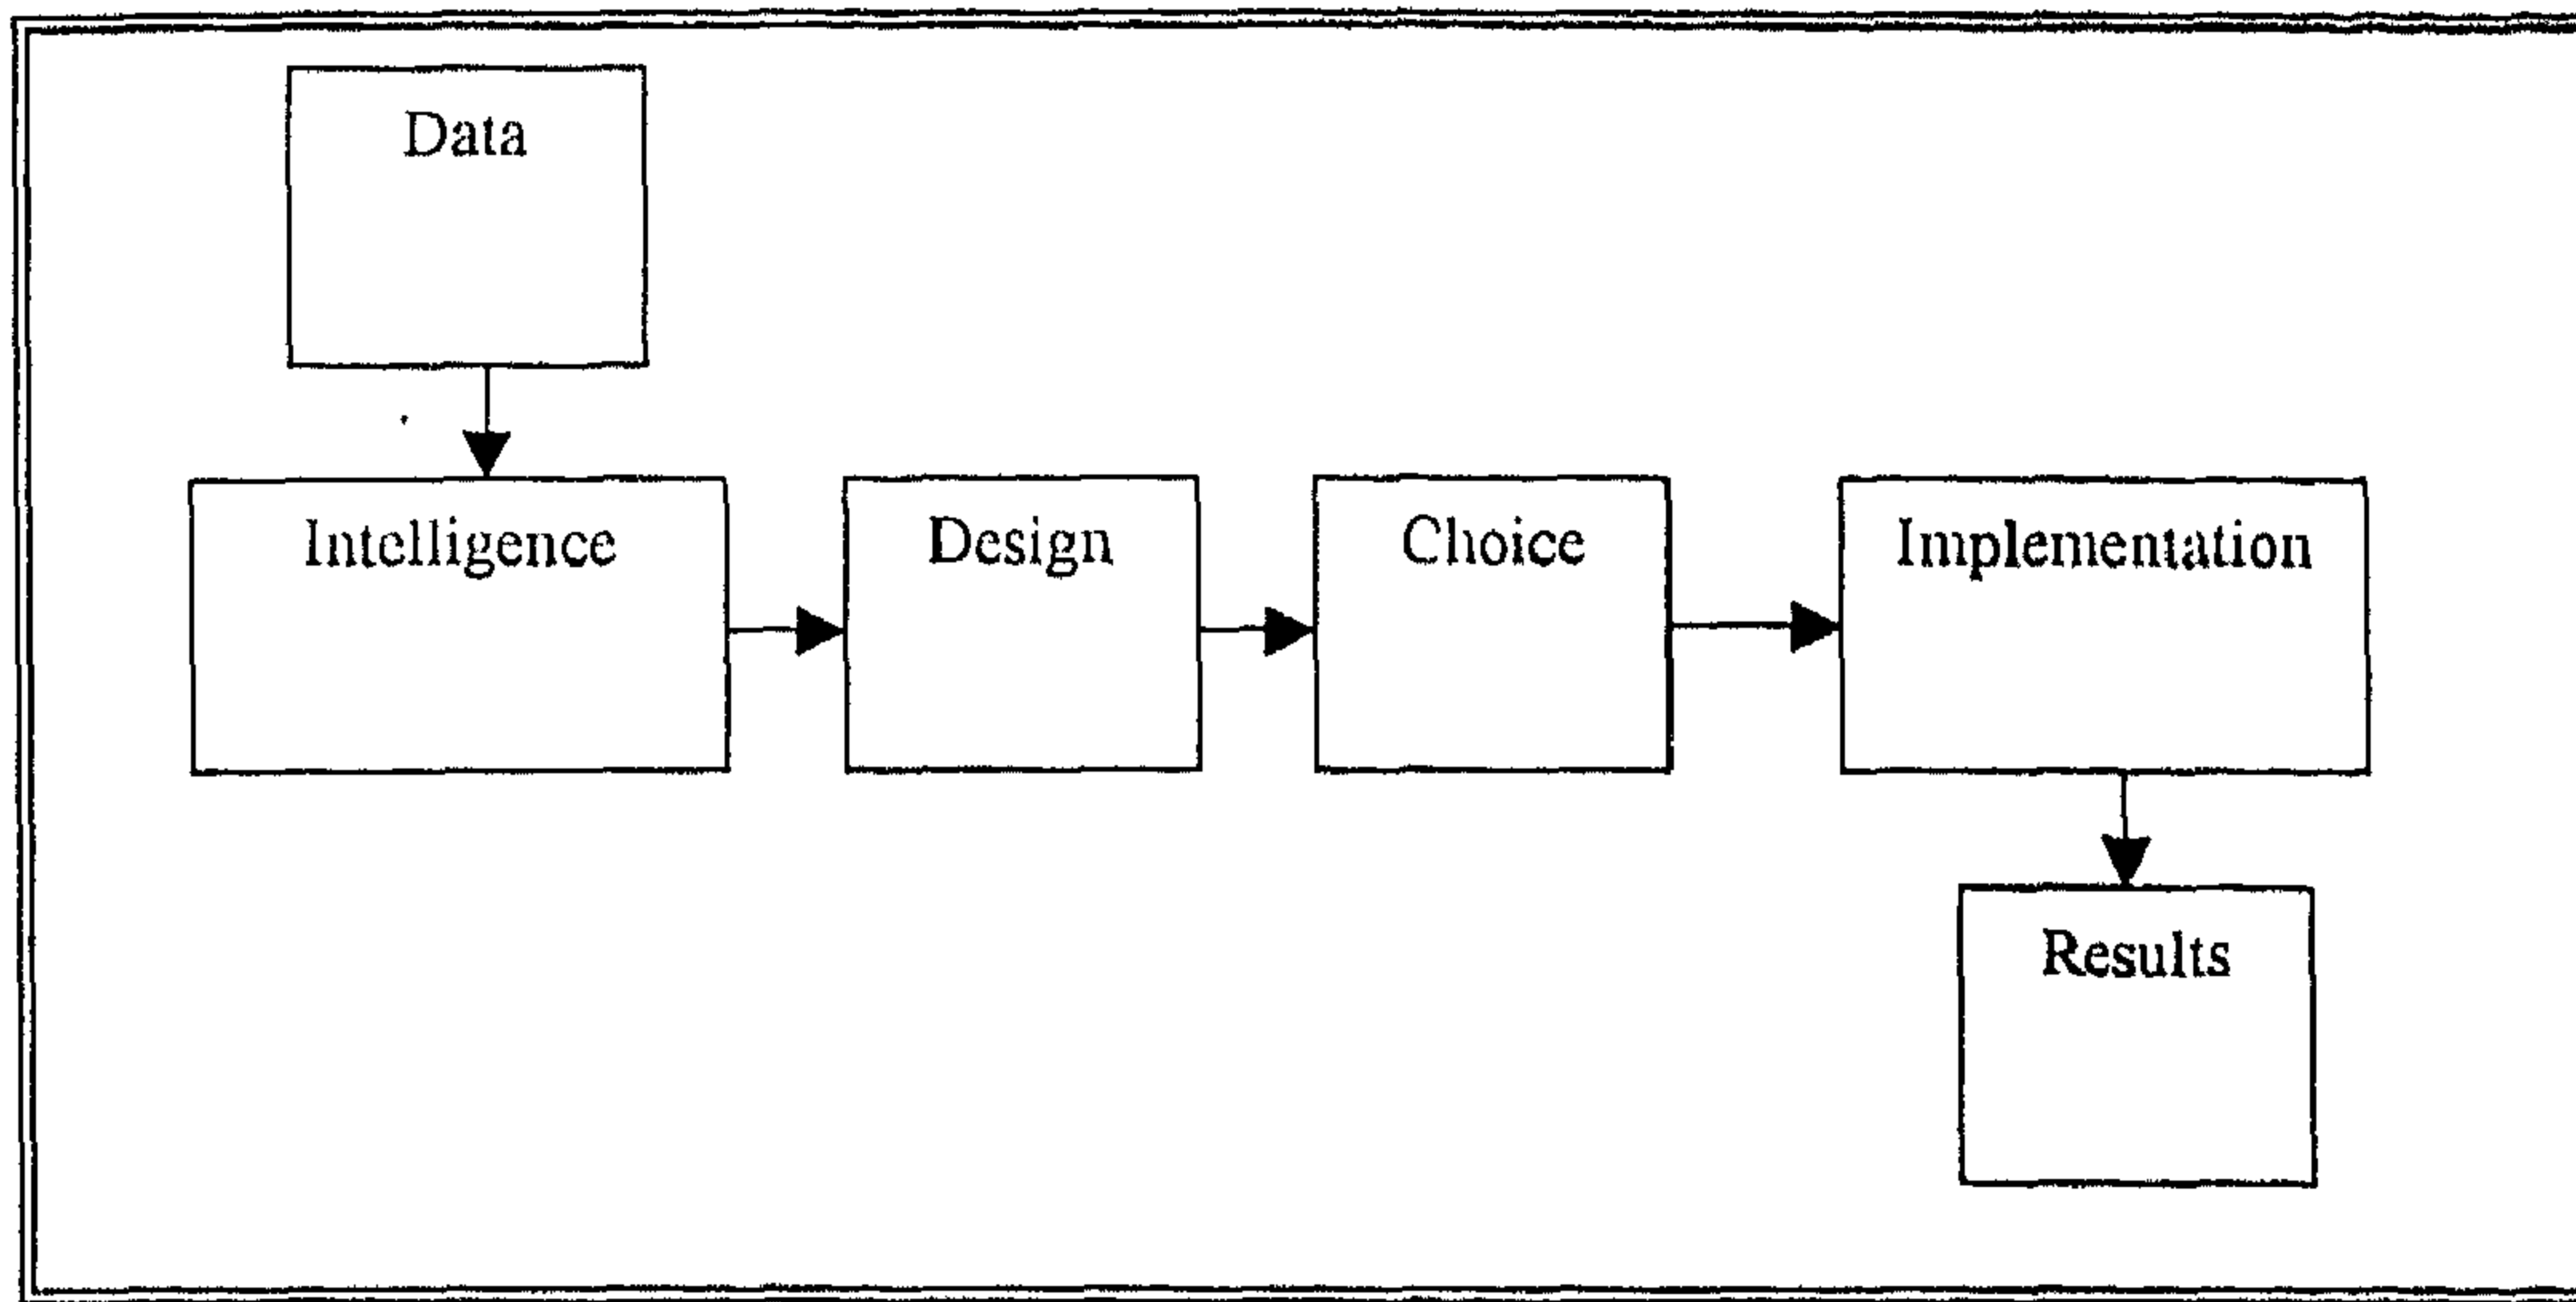 Data
Intelligence
Design
Choice
Implementation
Results